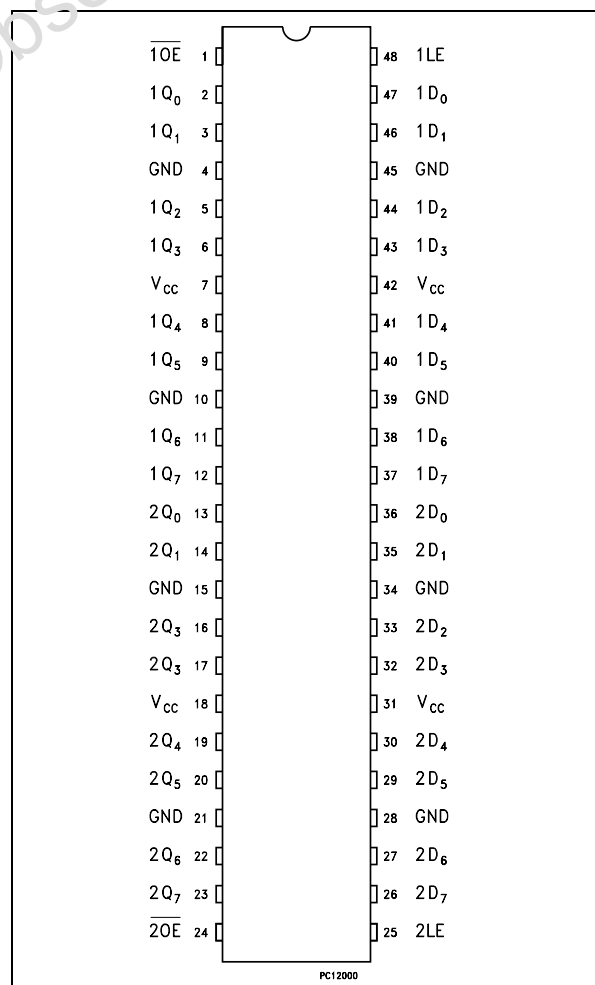 obs
1OE 1 48 1LE
1Q0 2 47 1D0
1Q1 3 46 1D1
GND 4 45 GND
1Q2 5 44 1D2
1Q3 6 43 1D3
VCC 7 42 VCC
1Q4 8 41 1D4
1Q5 9 40 1D5
GND 10 39 GND
1Q6 11 38 1D6
1Q7 12 37 1D7
2Q0 13 36 2D0
2Q1 14 35 2D1
GND 15 34 GND
2Q3 16 33 2D2
2Q3 17 32 2D3
VCC 18 31 VCC
2Q4 19 30 2D4
2Q5 20 29 2D5
GND 21 28 GND
2Q6 22 27 2D6
2Q7 23 26 2D7
2OE 24 25 2LE
PC12000